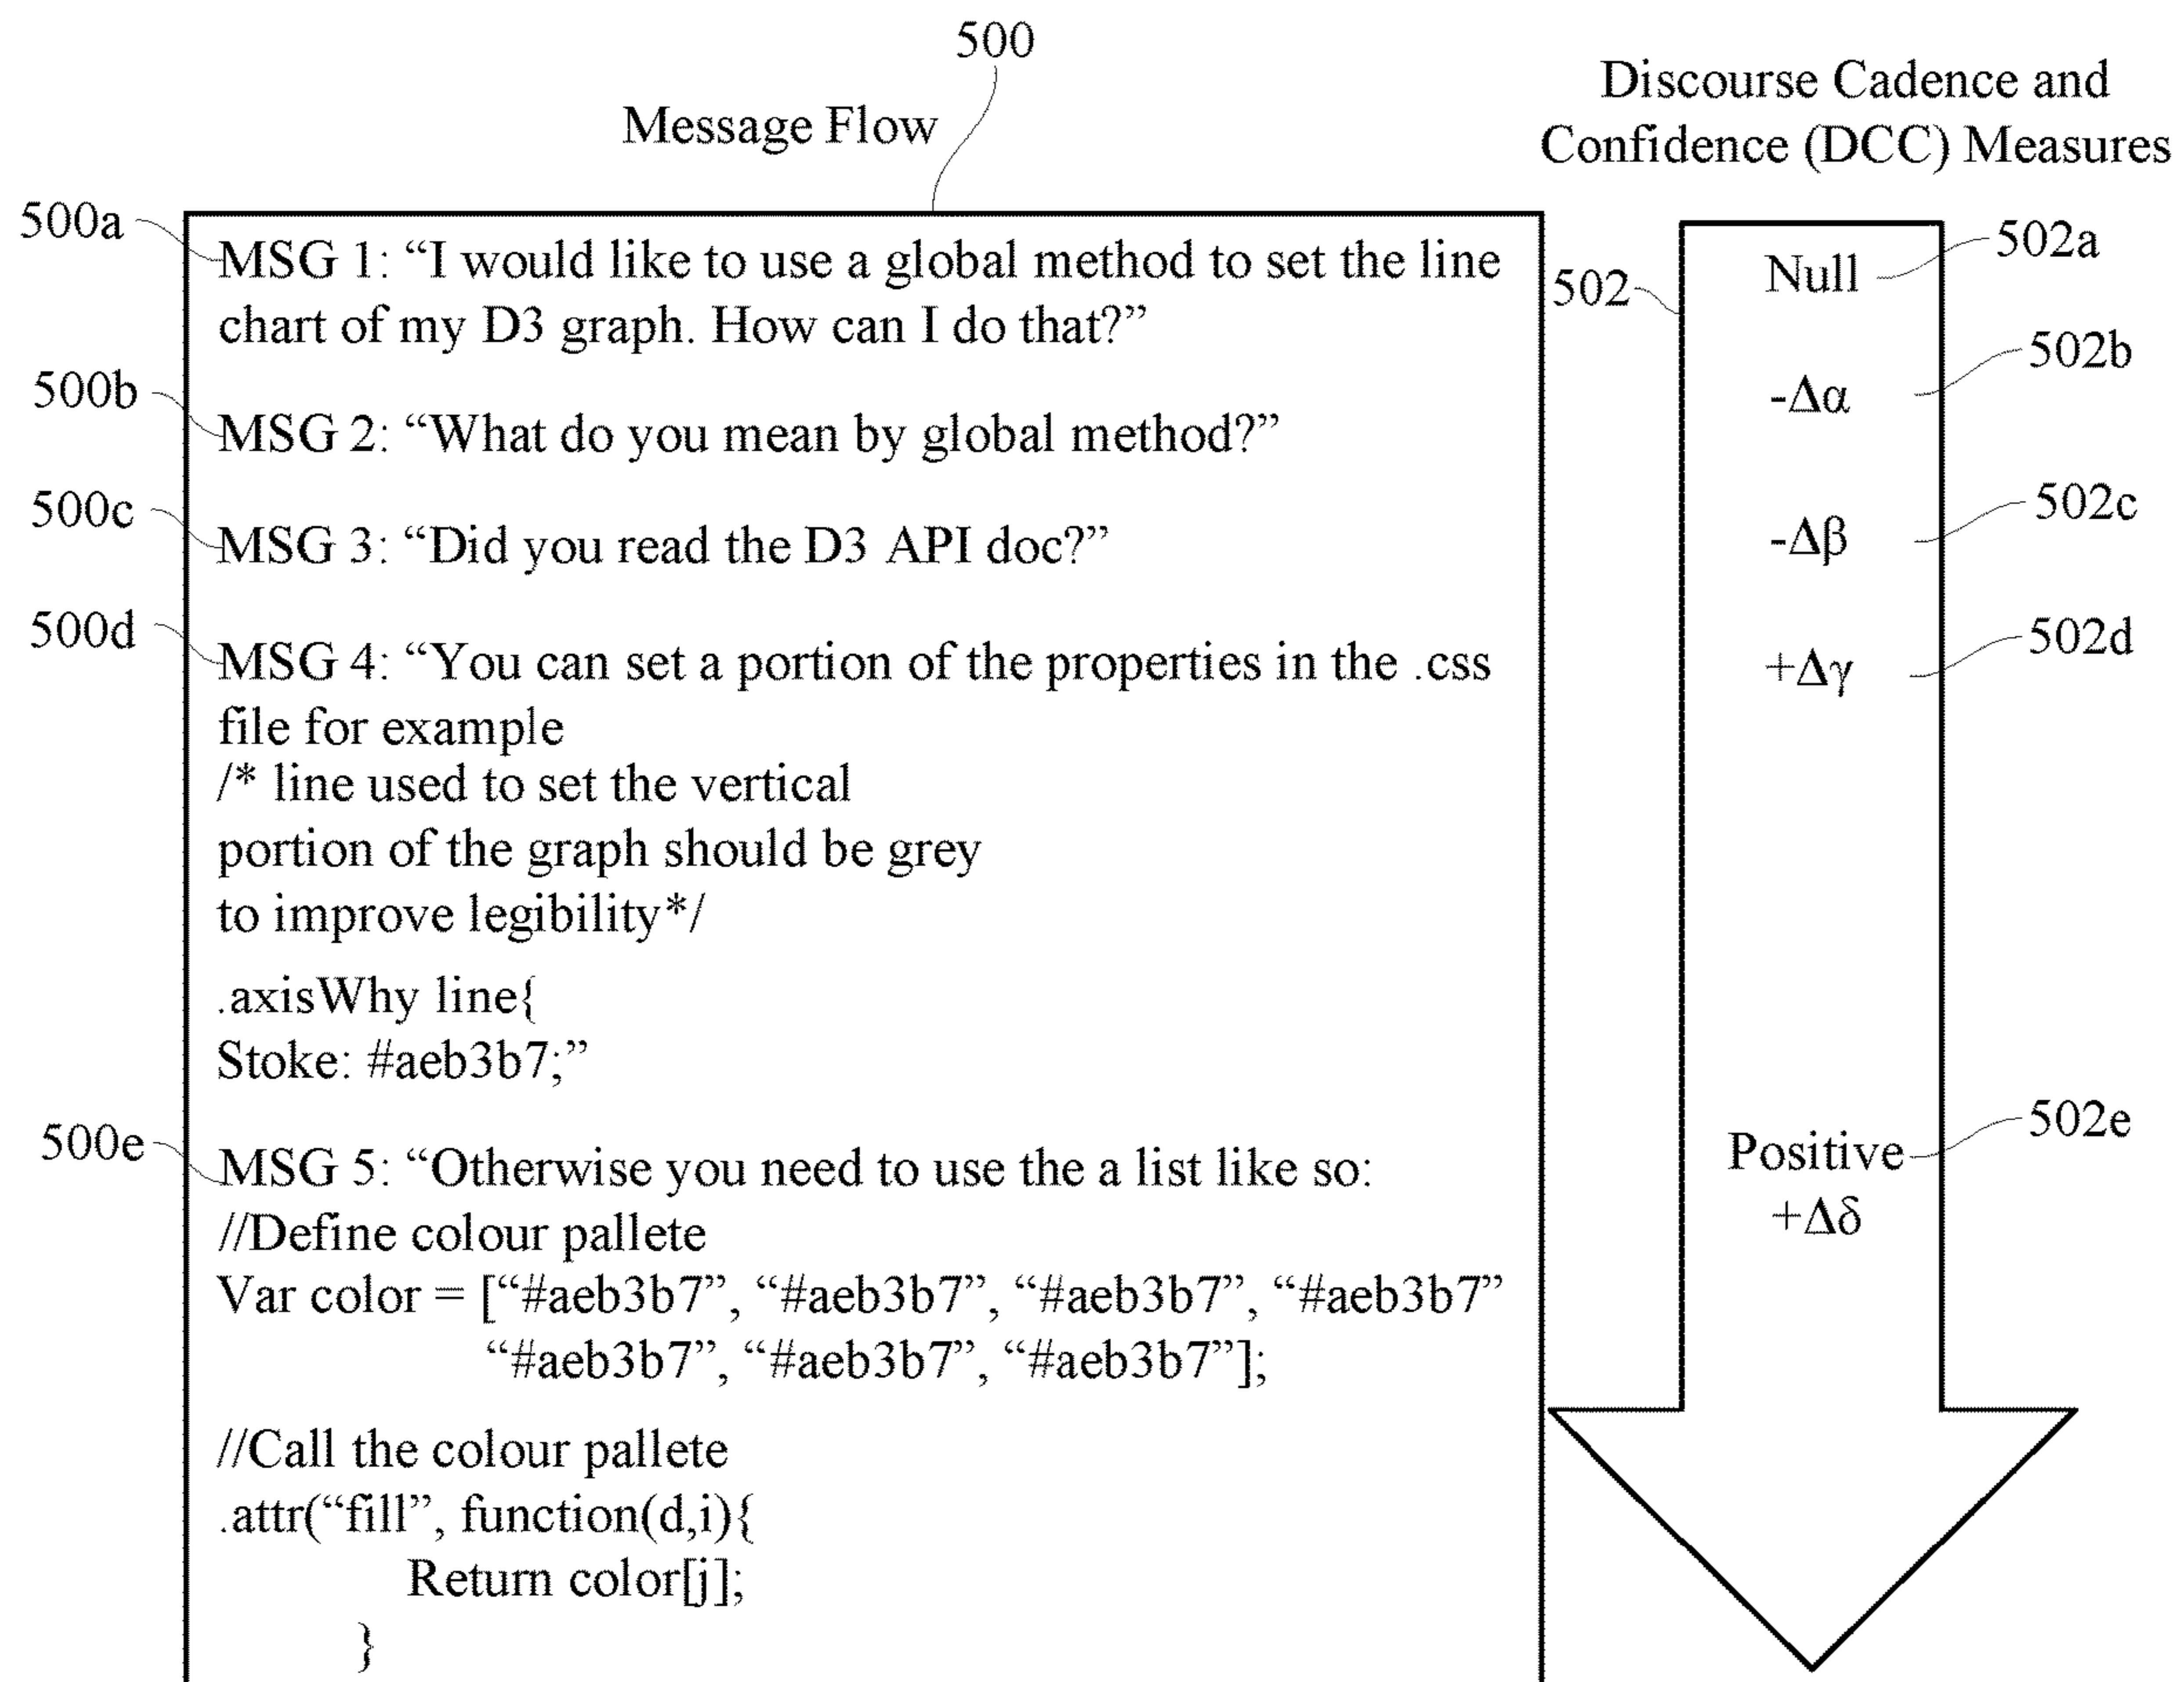 500
Message Flow
Discourse Cadence and
Confidence (DCC) Measures
500a
MSG 1: “I would like to use a global method to set the line
chart of my D3 graph. How can I do that?”
500b
MSG 2: “What do you mean by global method?”
500c
MSG 3: “Did you read the D3 API doc?”
500d
MSG 4: “You can set a portion of the properties in the .css
file for example
/* line used to set the vertical
portion of the graph should be grey
to improve legibility*/
.axisWhy line{
Stoke: #aeb3b7;”
500e
MSG 5: “Otherwise you need to use the a list like so:
//Define colour pallete
Var color = [“#aeb3b7”, “#aeb3b7”, “#aeb3b7”, “#aeb3b7”
“#aeb3b7”, “#aeb3b7”, “#aeb3b7”];
//Call the colour pallete
.attr(“fill”, function(d,i){
Return color[j];
}
502
Null
502a
-Δα
502b
-Δβ
502c
+Δγ
502d
Positive
+Δδ
502e